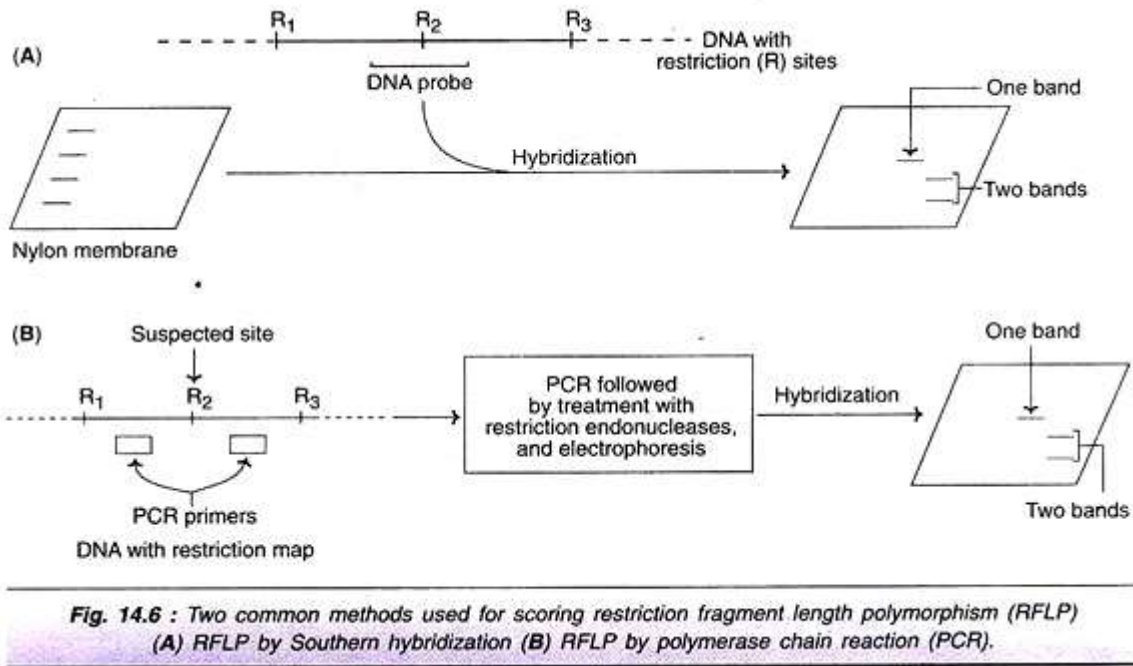 R1 R2 R3
(A)
DNA with
restriction (R) sites
DNA probe
One band
Hybridization
Two bands
Nylon membrane
(B)
Suspected site
R1 R2 R3
PCR followed
by treatment with
restriction endonucleases,
and electrophoresis
Hybridization
One band
PCR primers
Two bands
DNA with restriction map
Fig. 14.6 : Two common methods used for scoring restriction fragment length polymorphism (RFLP)
(A) RFLP by Southern hybridization (B) RFLP by polymerase chain reaction (PCR).